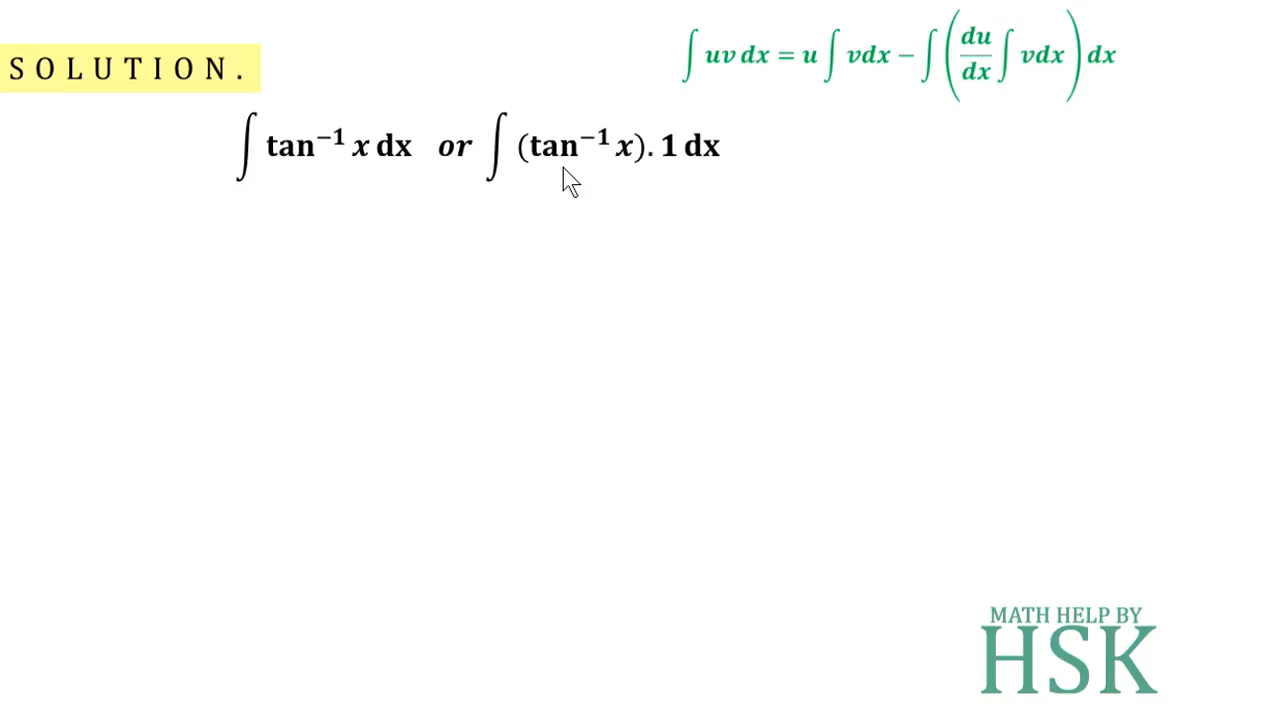 ∫ uv dx = u ∫ vdx − ∫ (du/dx ∫ vdx) dx
SOLUTION.
∫ tan⁻¹ x dx or ∫ (tan⁻¹ x). 1 dx
MATH HELP BY
HSK